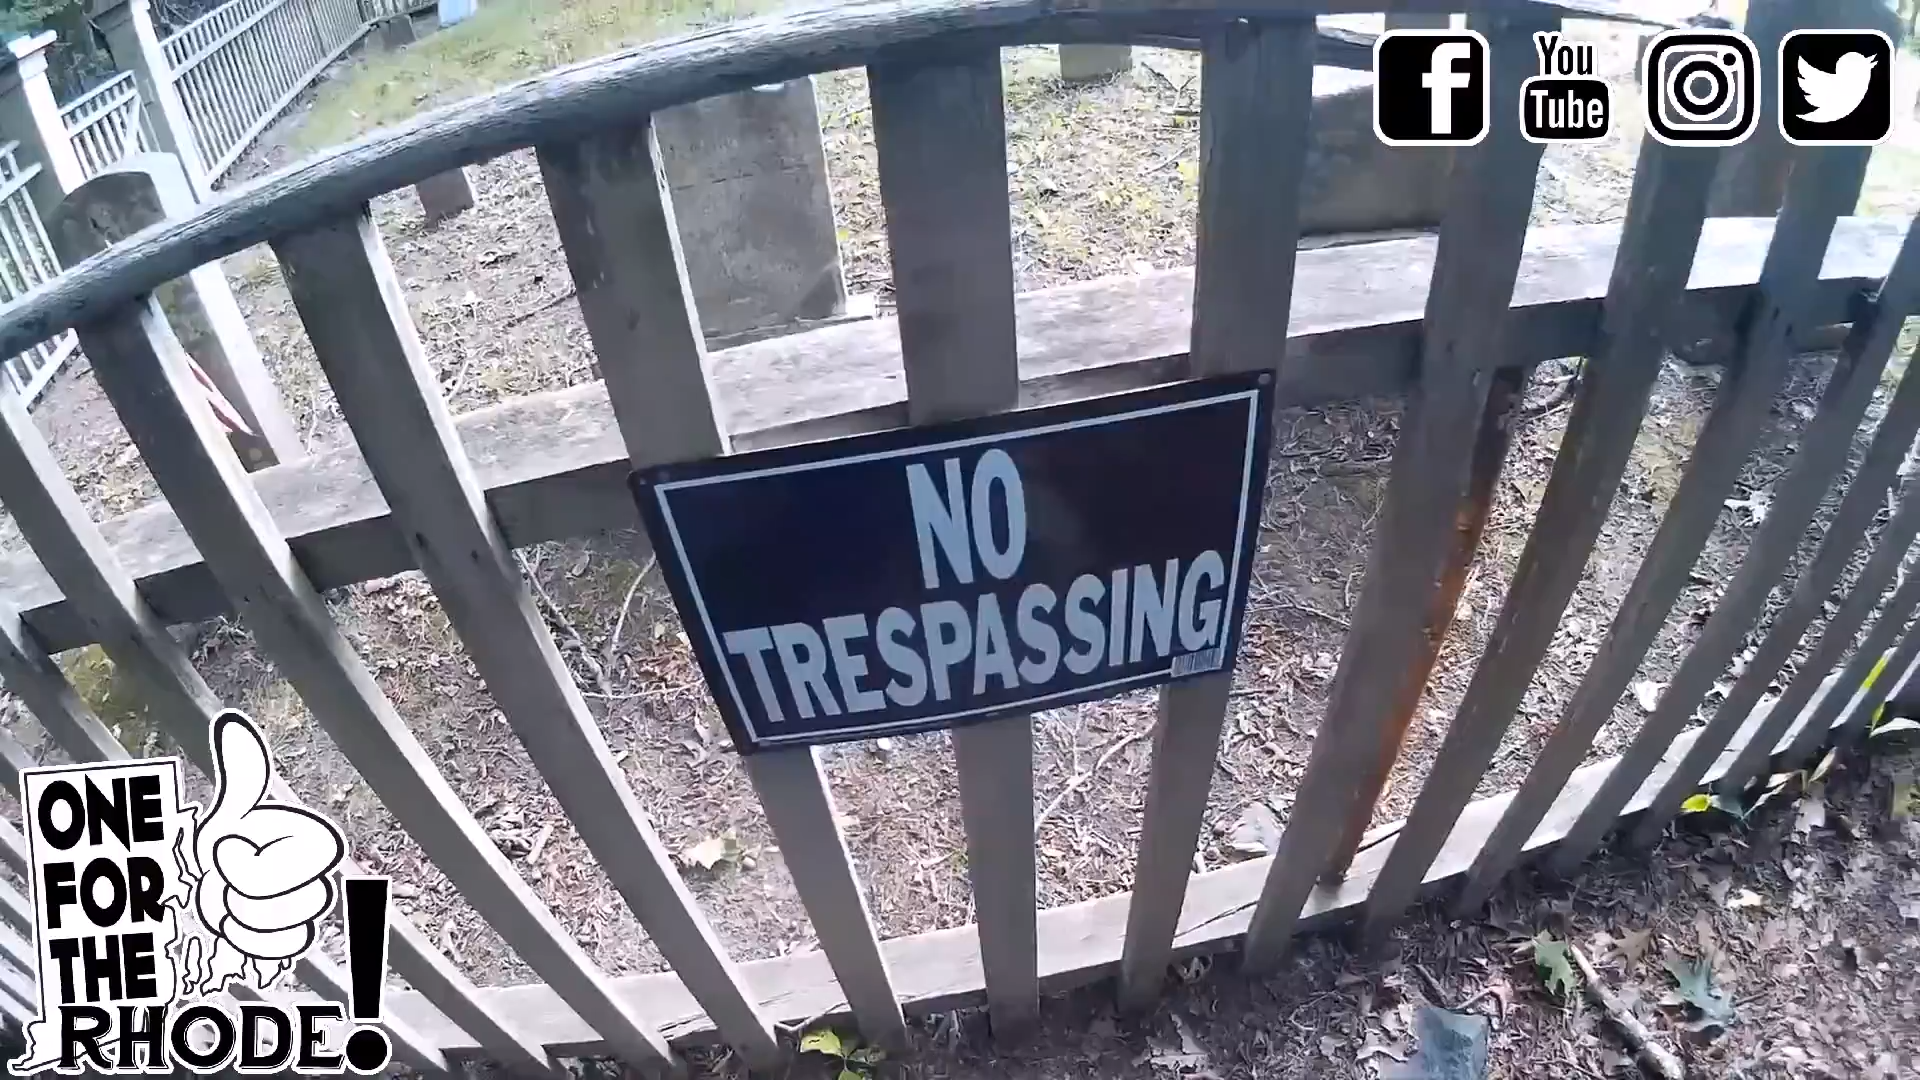 f
You
Tube
NO
TRESPASSING
ONE
FOR
THE
RHODE!